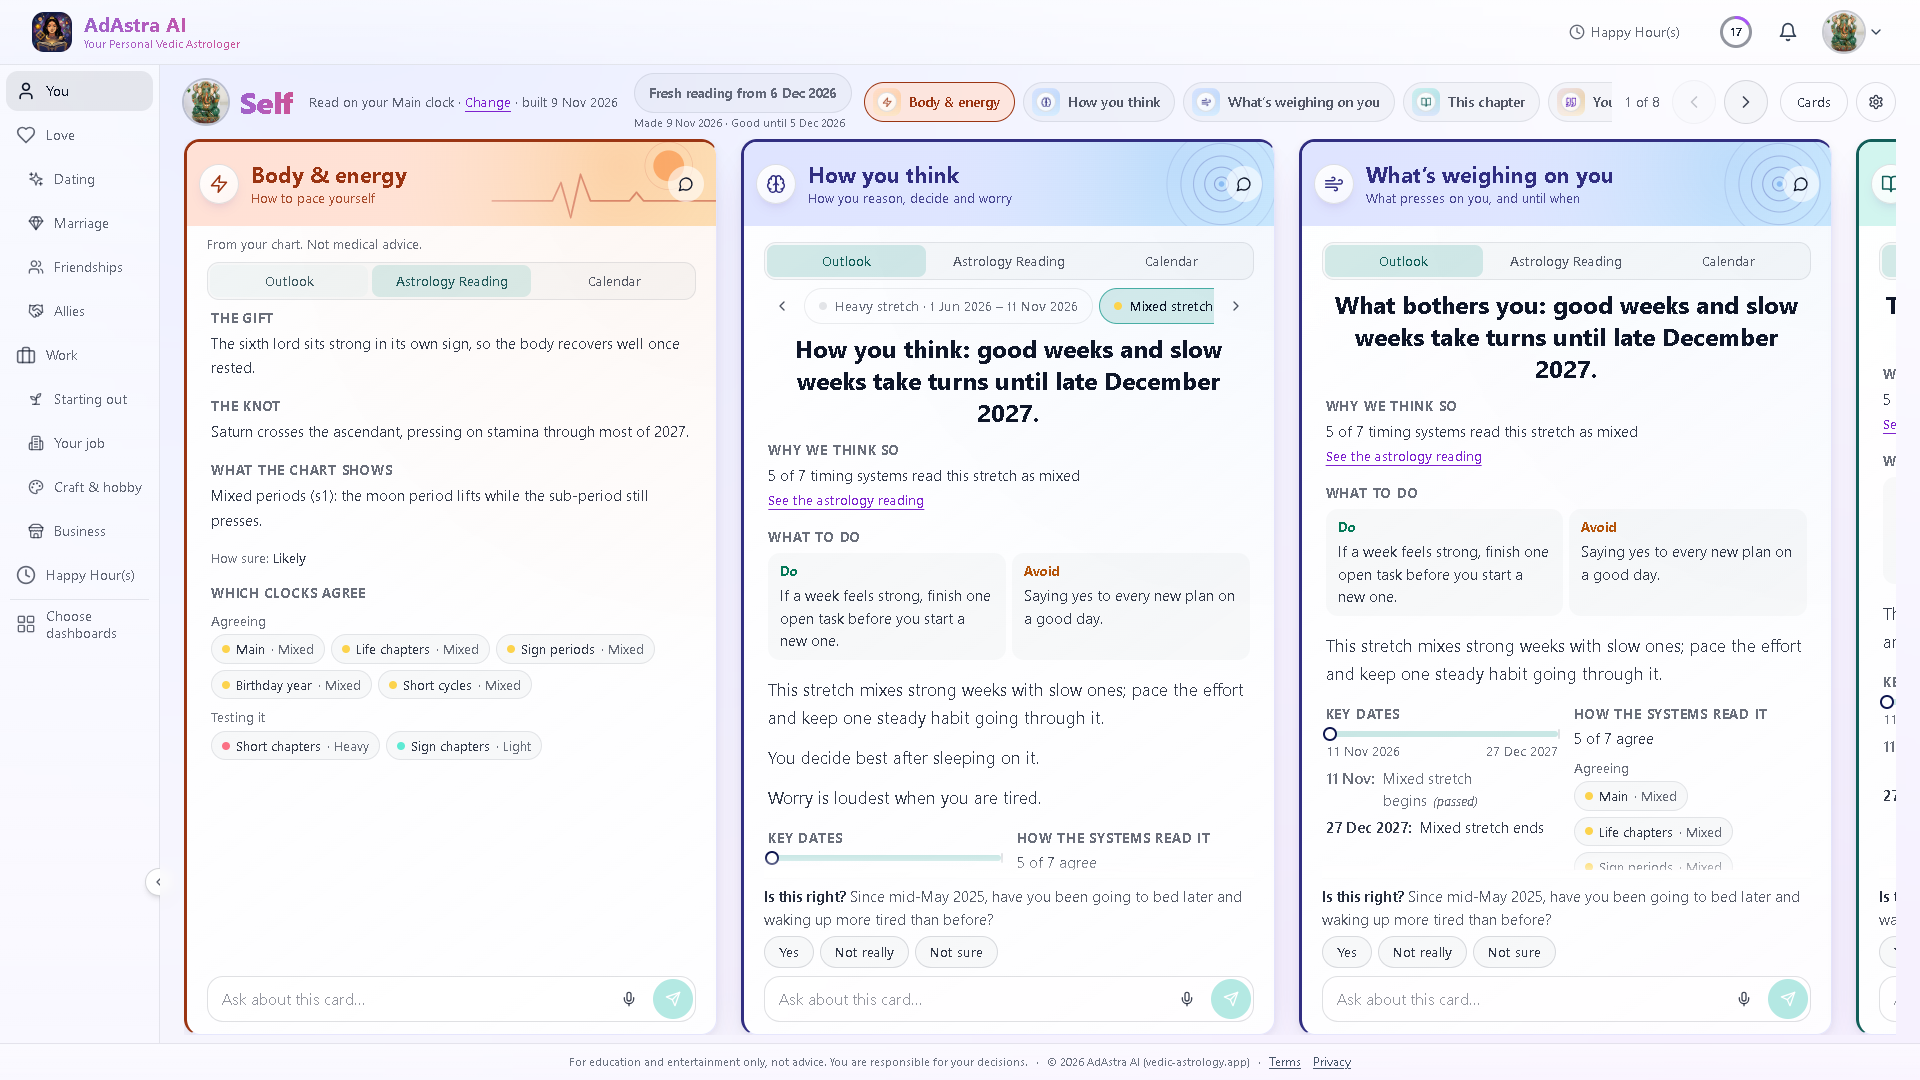 AdAstra AI
Your Personal Vedic Astrologer
Happy Hour(s)
17
You
Love
Dating
Marriage
Friendships
Allies
Work
Starting out
Your job
Craft & hobby
Business
Happy Hour(s)
Choose
dashboards
Self
Read on your Main clock · Change · built 9 Nov 2026
Fresh reading from 6 Dec 2026
Made 9 Nov 2026 · Good until 5 Dec 2026
Body & energy
How you think
What's weighing on you
This chapter
You
1 of 8
Cards
Body & energy
How to pace yourself
From your chart. Not medical advice.
Outlook
Astrology Reading
Calendar
THE GIFT
The sixth lord sits strong in its own sign, so the body recovers well once
rested.
THE KNOT
Saturn crosses the ascendant, pressing on stamina through most of 2027.
WHAT THE CHART SHOWS
Mixed periods (s1): the moon period lifts while the sub-period still
presses.
How sure: Likely
WHICH CLOCKS AGREE
Agreeing
Main · Mixed
Life chapters · Mixed
Sign periods · Mixed
Birthday year · Mixed
Short cycles · Mixed
Testing it
Short chapters · Heavy
Sign chapters · Light
Ask about this card...
How you think
How you reason, decide and worry
Outlook
Astrology Reading
Calendar
Heavy stretch · 1 Jun 2026 – 11 Nov 2026
Mixed stretch
How you think: good weeks and slow
weeks take turns until late December
2027.
WHY WE THINK SO
5 of 7 timing systems read this stretch as mixed
See the astrology reading
WHAT TO DO
Do
If a week feels strong, finish one
open task before you start a
new one.
Avoid
Saying yes to every new plan on
a good day.
This stretch mixes strong weeks with slow ones; pace the effort
and keep one steady habit going through it.
You decide best after sleeping on it.
Worry is loudest when you are tired.
KEY DATES
HOW THE SYSTEMS READ IT
5 of 7 agree
Is this right? Since mid-May 2025, have you been going to bed later and
waking up more tired than before?
Yes
Not really
Not sure
Ask about this card...
What's weighing on you
What presses on you, and until when
Outlook
Astrology Reading
Calendar
What bothers you: good weeks and slow
weeks take turns until late December
2027.
WHY WE THINK SO
5 of 7 timing systems read this stretch as mixed
See the astrology reading
WHAT TO DO
Do
If a week feels strong, finish one
open task before you start a
new one.
Avoid
Saying yes to every new plan on
a good day.
This stretch mixes strong weeks with slow ones; pace the effort
and keep one steady habit going through it.
KEY DATES
11 Nov 2026
27 Dec 2027
11 Nov: Mixed stretch
begins (passed)
27 Dec 2027: Mixed stretch ends
HOW THE SYSTEMS READ IT
5 of 7 agree
Agreeing
Main · Mixed
Life chapters · Mixed
Sign periods · Mixed
Is this right? Since mid-May 2025, have you been going to bed later and
waking up more tired than before?
Yes
Not really
Not sure
Ask about this card...
For education and entertainment only, not advice. You are responsible for your decisions. · © 2026 AdAstra AI (vedic-astrology.app) · Terms Privacy